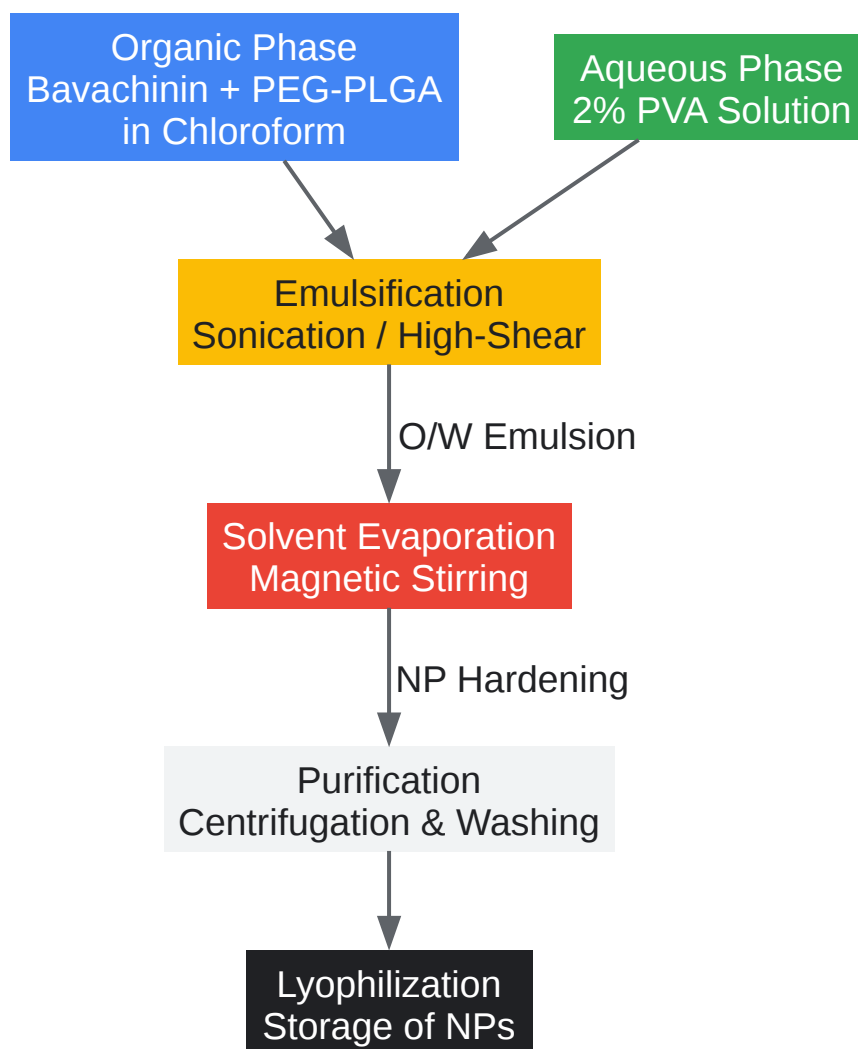 Organic Phase
Bavachinin + PEG-PLGA
in Chloroform
Aqueous Phase
2% PVA Solution
Emulsification
Sonication / High-Shear
O/W Emulsion
Solvent Evaporation
Magnetic Stirring
NP Hardening
Purification
Centrifugation & Washing
Lyophilization
Storage of NPs